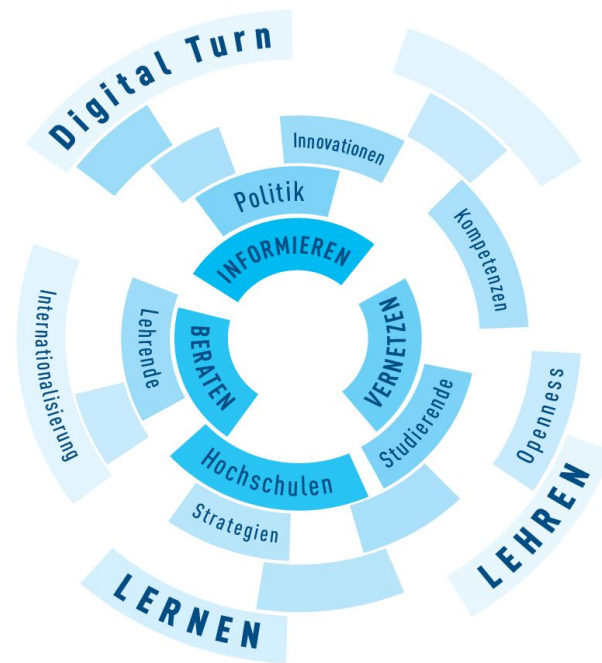 Digital Turn
Innovationen
Politik
INFORMIEREN
Kompetenzen
VERNETZEN
BERATEN
Lehrende
Internationalisierung
Studierende
Openness
Hochschulen
Strategien
LEHREN
LERNEN